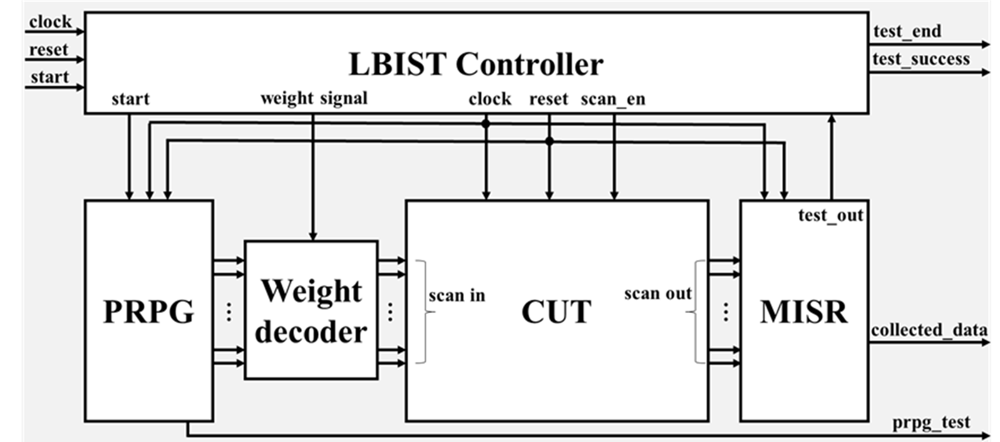 clock
reset
start
LBIST Controller
test_end
test_success
start
weight signal
clock
reset
scan_en
test_out
PRPG
Weight
decoder
scan in
CUT
scan out
MISR
collected_data
prpg_test